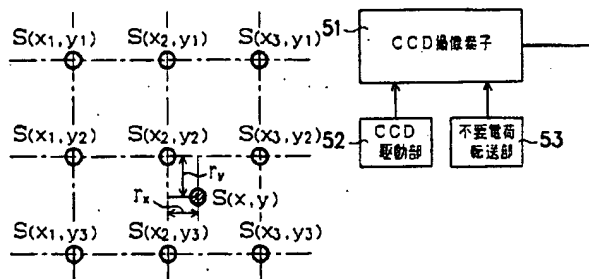 S(x₁,y₁) S(x₂,y₁) S(x₃,y₁)
51
CCD撮像素子
S(x₁,y₂) S(x₂,y₂) S(x₃,y₂)
52
CCD
駆動部
不要電荷
転送部
53
rᵧ
S(x,y)
rₓ
S(x₁,y₃) S(x₂,y₃) S(x₃,y₃)